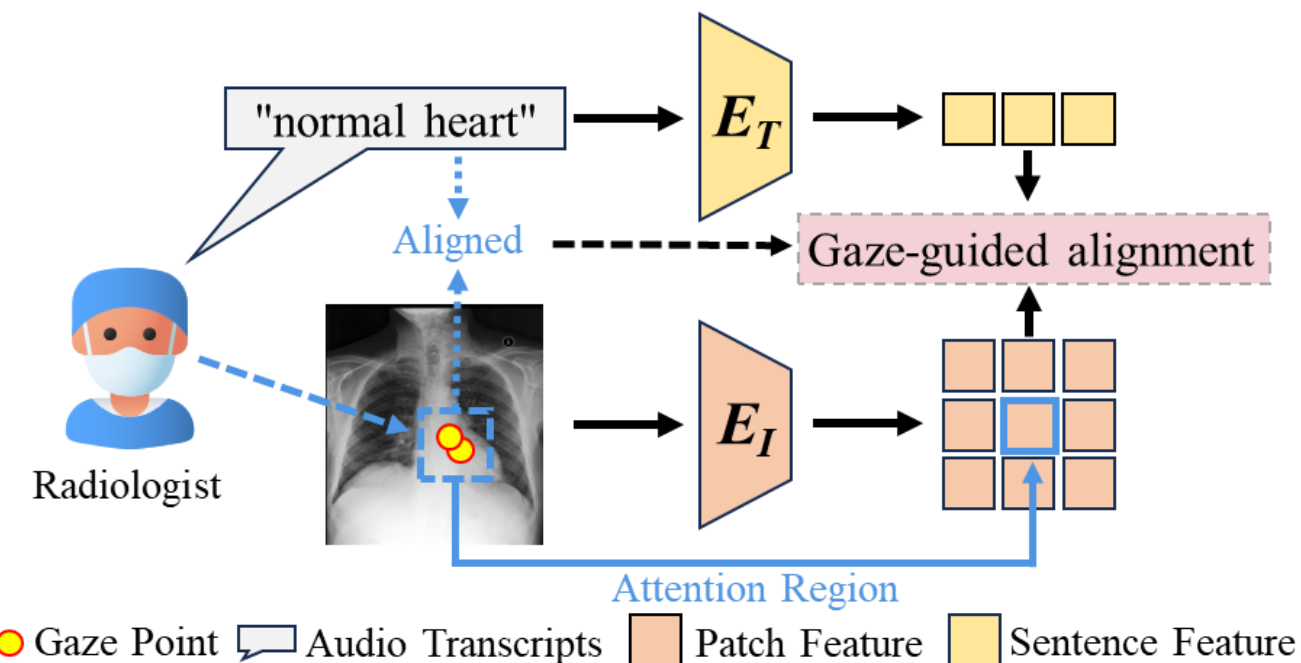 "normal heart"
E_T
Aligned
Gaze-guided alignment
E_I
Radiologist
Attention Region
Gaze Point
Audio Transcripts
Patch Feature
Sentence Feature